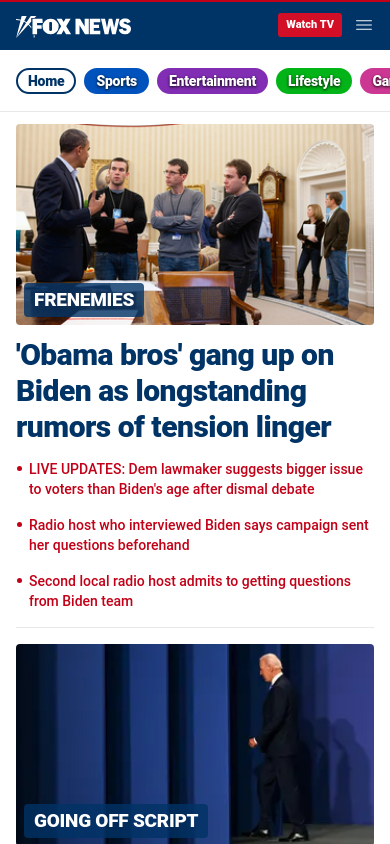 FOX NEWS
Watch TV
Home
Sports
Entertainment
Lifestyle
Ga
FRENEMIES
'Obama bros' gang up on
Biden as longstanding
rumors of tension linger
LIVE UPDATES: Dem lawmaker suggests bigger issue
to voters than Biden's age after dismal debate
Radio host who interviewed Biden says campaign sent
her questions beforehand
Second local radio host admits to getting questions
from Biden team
GOING OFF SCRIPT